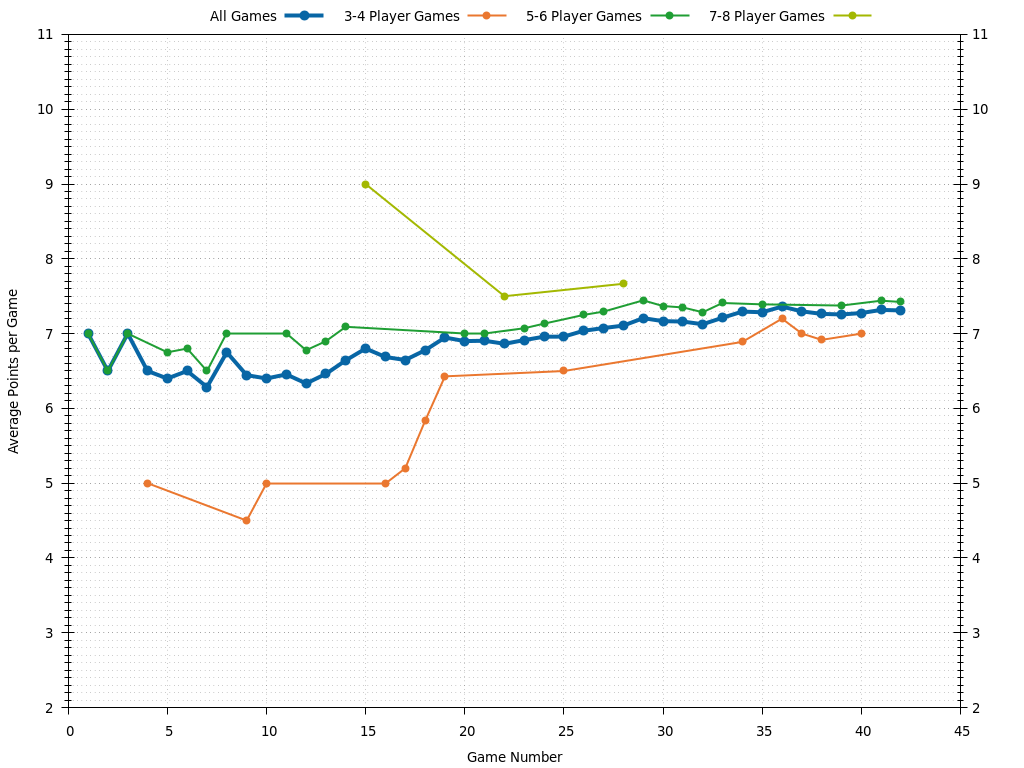 All Games 3-4 Player Games 5-6 Player Games 7-8 Player Games
11 11
10 10
9 9
8 8
7 7
6 6
5 5
4 4
3 3
2 2
Average Points per Game
0 5 10 15 20 25 30 35 40 45
Game Number